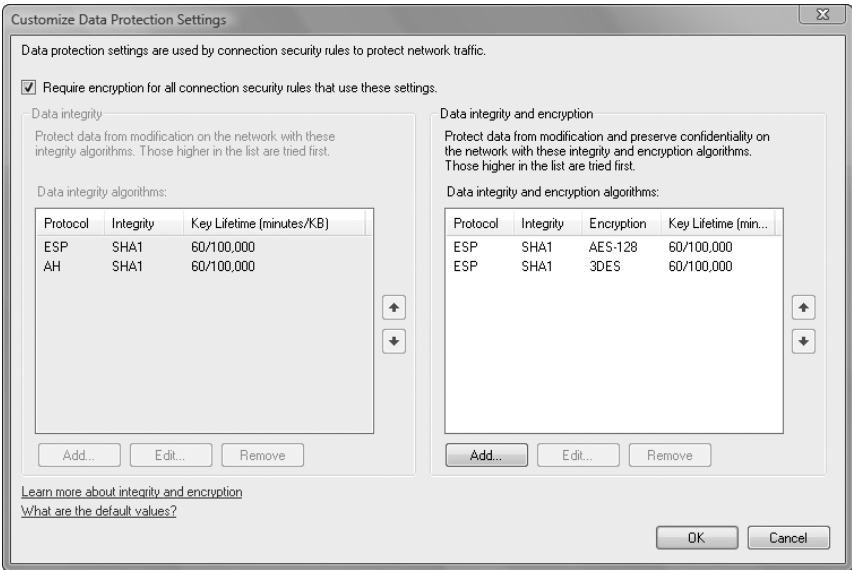 Customize Data Protection Settings
Data protection settings are used by connection security rules to protect network traffic.
Require encryption for all connection security rules that use these settings.
Data integrity
Protect data from modification on the network with these
integrity algorithms. Those higher in the list are tried first.
Data integrity algorithms:
Protocol Integrity Key Lifetime (minutes/KB)
ESP SHA1 60/100,000
AH SHA1 60/100,000
Add... Edit... Remove
Data integrity and encryption
Protect data from modification and preserve confidentiality on
the network with these integrity and encryption algorithms.
Those higher in the list are tried first.
Data integrity and encryption algorithms:
Protocol Integrity Encryption Key Lifetime (min...
ESP SHA1 AES-128 60/100,000
ESP SHA1 3DES 60/100,000
Add... Edit... Remove
Learn more about integrity and encryption
What are the default values?
OK Cancel